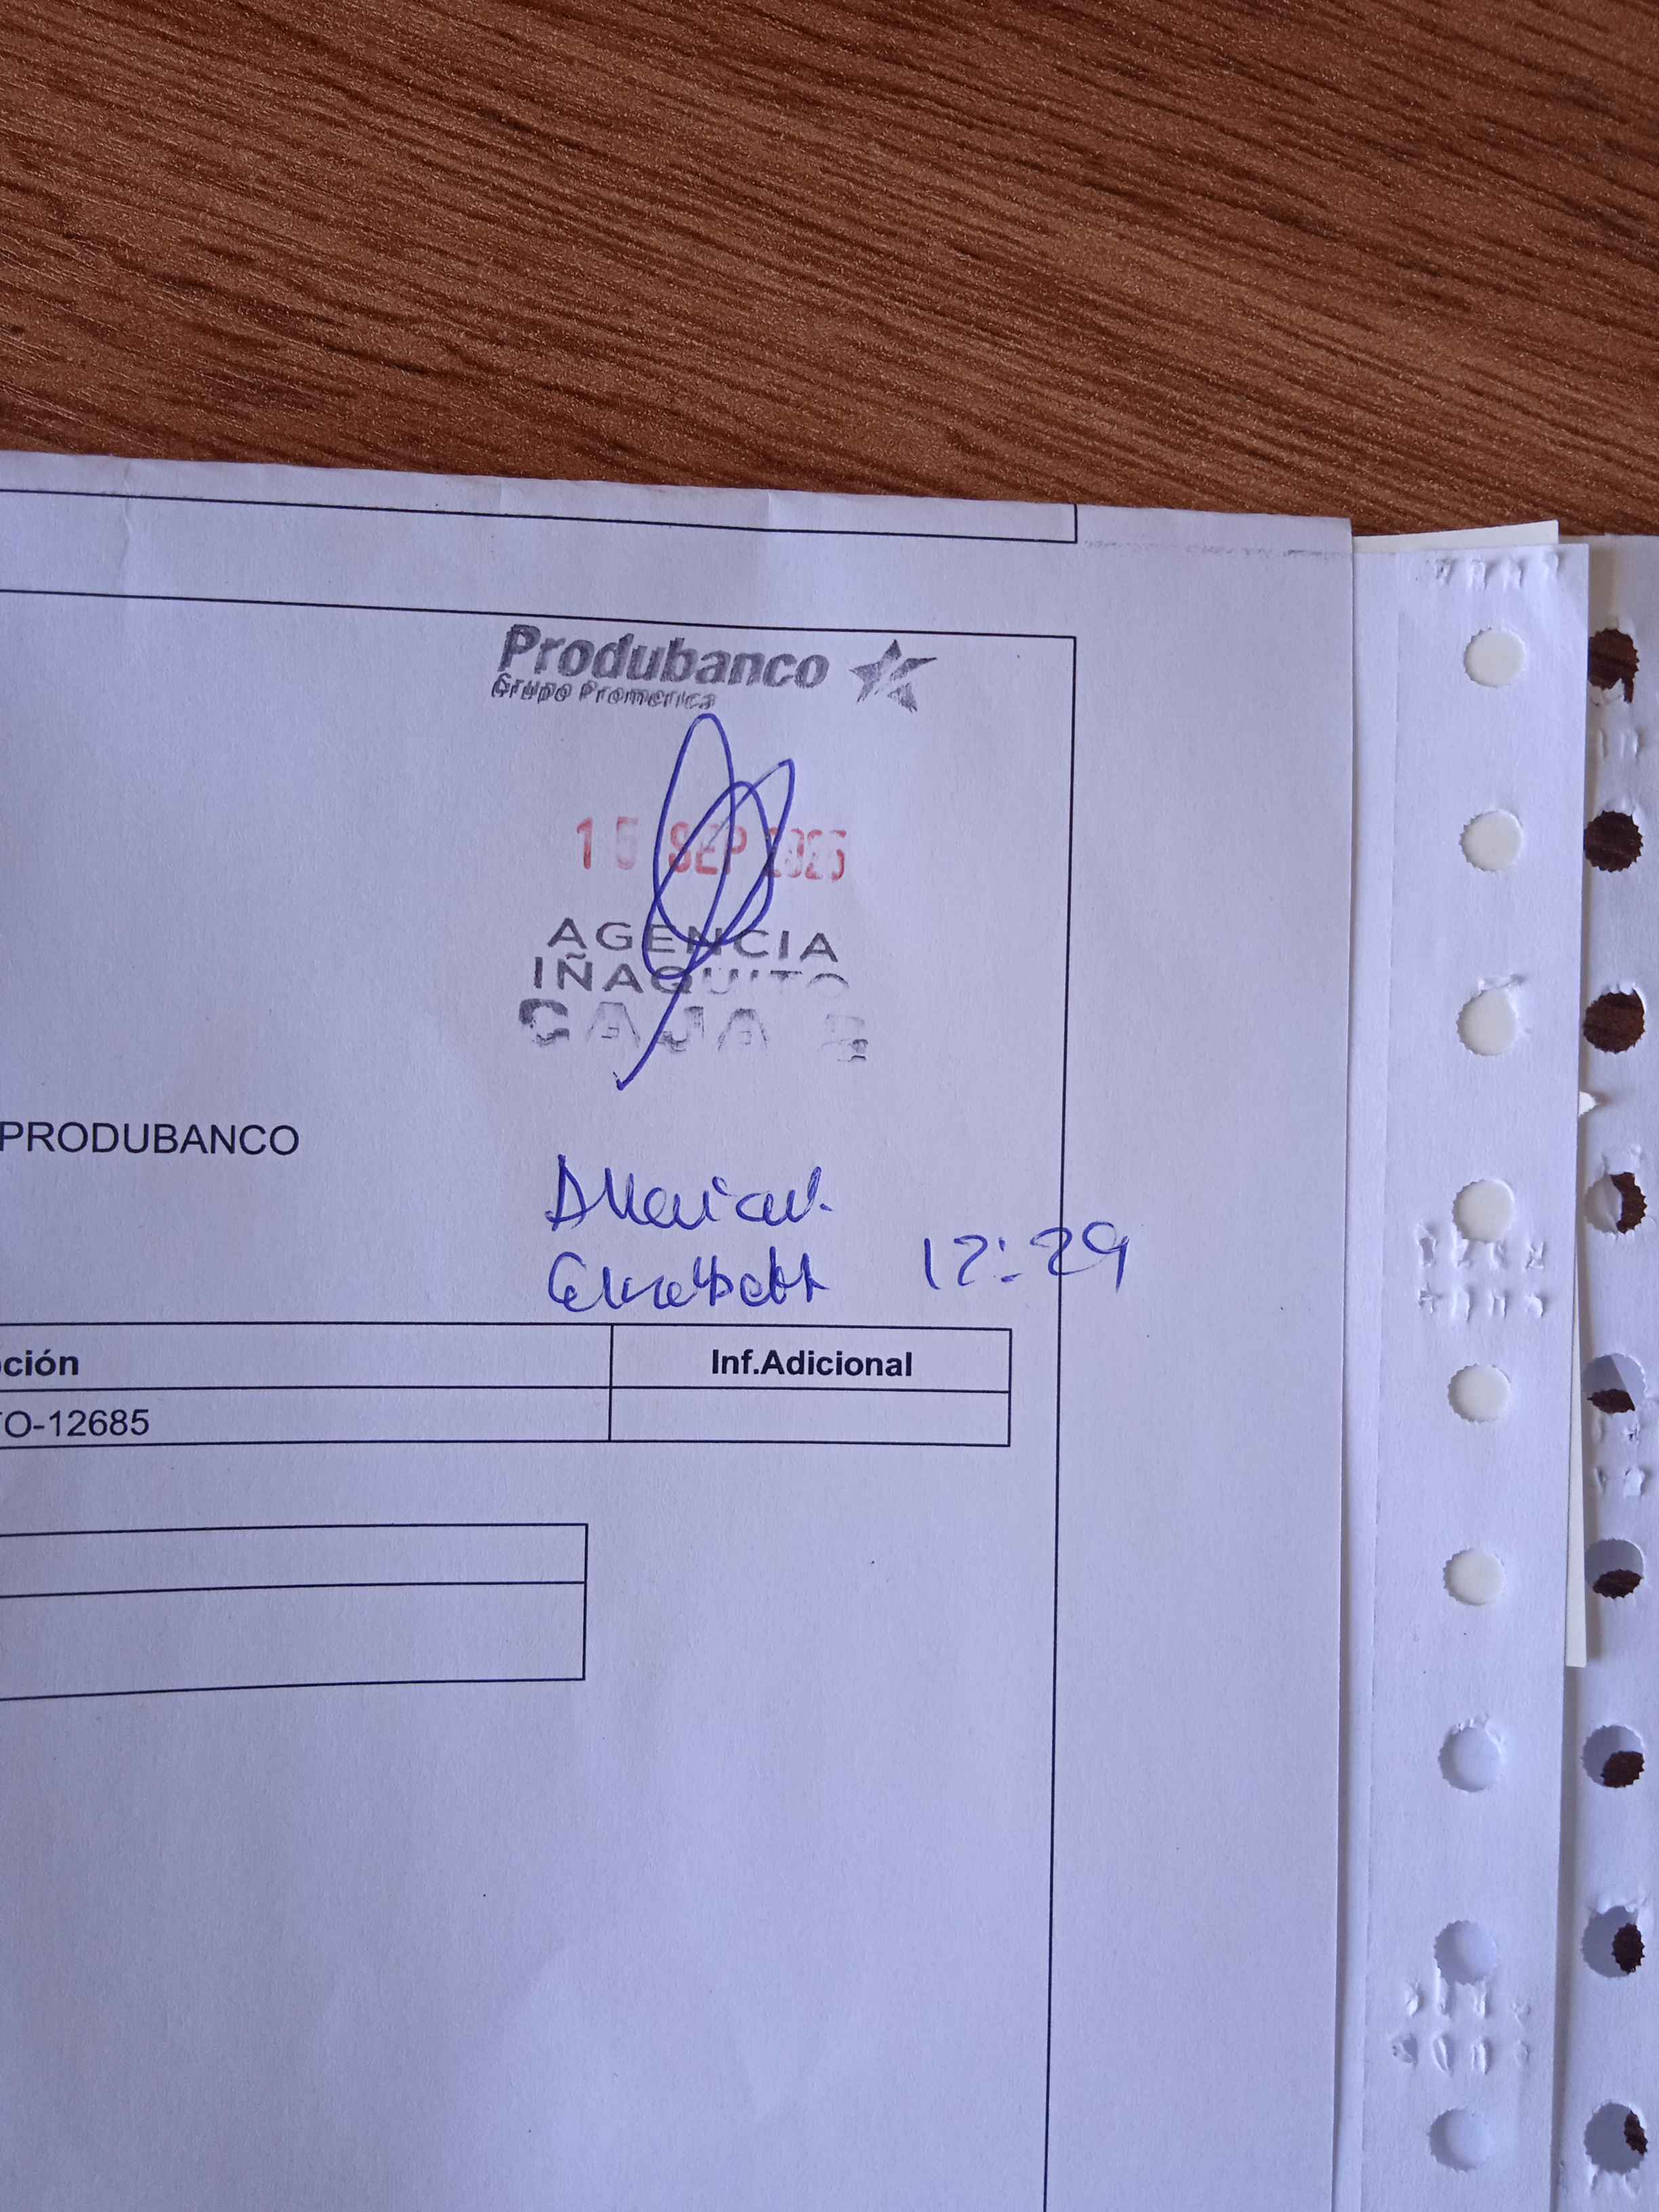 Produbanco
Grupo Promerica
15 SEP 2025
AGENCIA
IÑAQUITO
CAJA
PRODUBANCO
12:29
ción Inf.Adicional
TO-12685